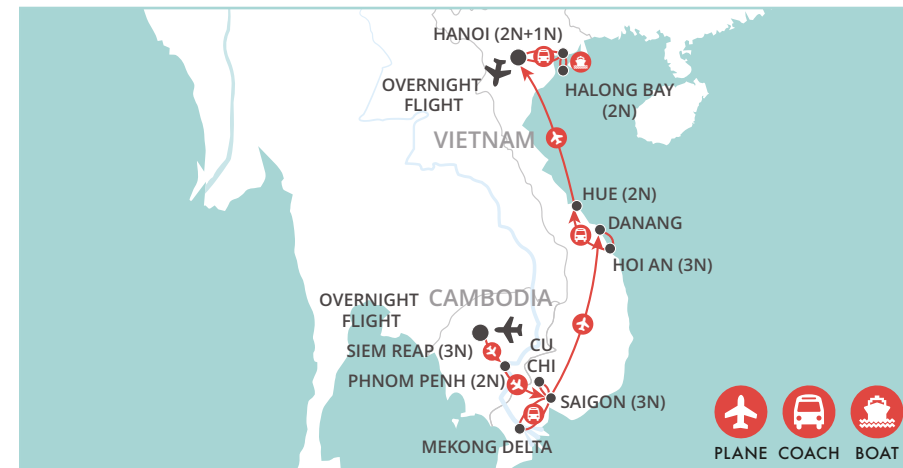 HANOI (2N+1N)
OVERNIGHT
FLIGHT
HALONG BAY
(2N)
VIETNAM
HUE (2N)
DANANG
HOI AN (3N)
OVERNIGHT
FLIGHT
CAMBODIA
SIEM REAP (3N)
CU
CHI
PHNOM PENH (2N)
SAIGON (3N)
MEKONG DELTA
PLANE COACH BOAT